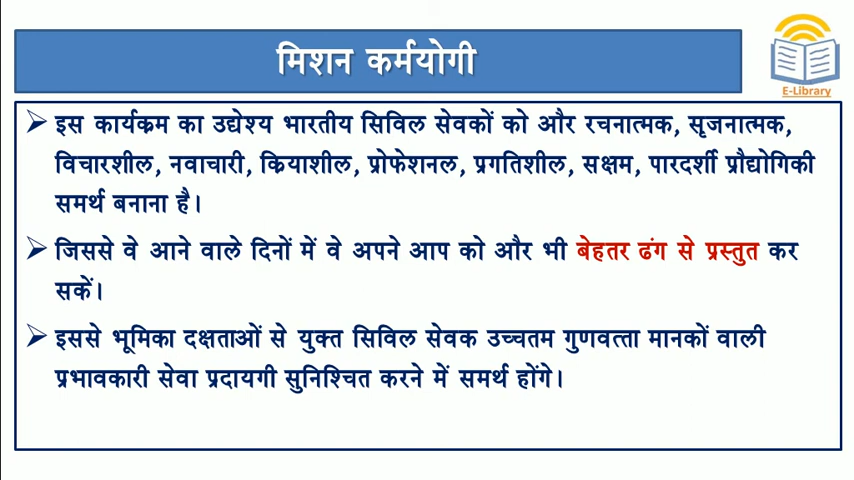 मिशन कर्मयोगी
E-Library
➢ इस कार्यक्रम का उद्येश्य भारतीय सिविल सेवकों को और रचनात्मक, सृजनात्मक,
विचारशील, नवाचारी, क्रियाशील, प्रोफेशनल, प्रगतिशील, सक्षम, पारदर्शी प्रौद्योगिकी
समर्थ बनाना है।
➢ जिससे वे आने वाले दिनों में वे अपने आप को और भी बेहतर ढंग से प्रस्तुत कर
सकें।
➢ इससे भूमिका दक्षताओं से युक्त सिविल सेवक उच्चतम गुणवत्ता मानकों वाली
प्रभावकारी सेवा प्रदायगी सुनिश्चित करने में समर्थ होंगे।